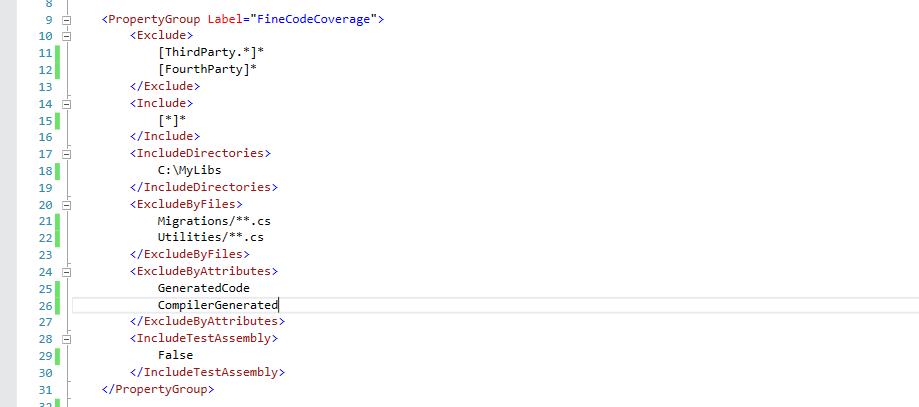 8
9 <PropertyGroup Label="FineCodeCoverage">
10 <Exclude>
11 [ThirdParty.*]*
12 [FourthParty]*
13 </Exclude>
14 <Include>
15 [*]*
16 </Include>
17 <IncludeDirectories>
18 C:\MyLibs
19 </IncludeDirectories>
20 <ExcludeByFiles>
21 Migrations/**.cs
22 Utilities/**.cs
23 </ExcludeByFiles>
24 <ExcludeByAttributes>
25 GeneratedCode
26 CompilerGenerated
27 </ExcludeByAttributes>
28 <IncludeTestAssembly>
29 False
30 </IncludeTestAssembly>
31 </PropertyGroup>
32